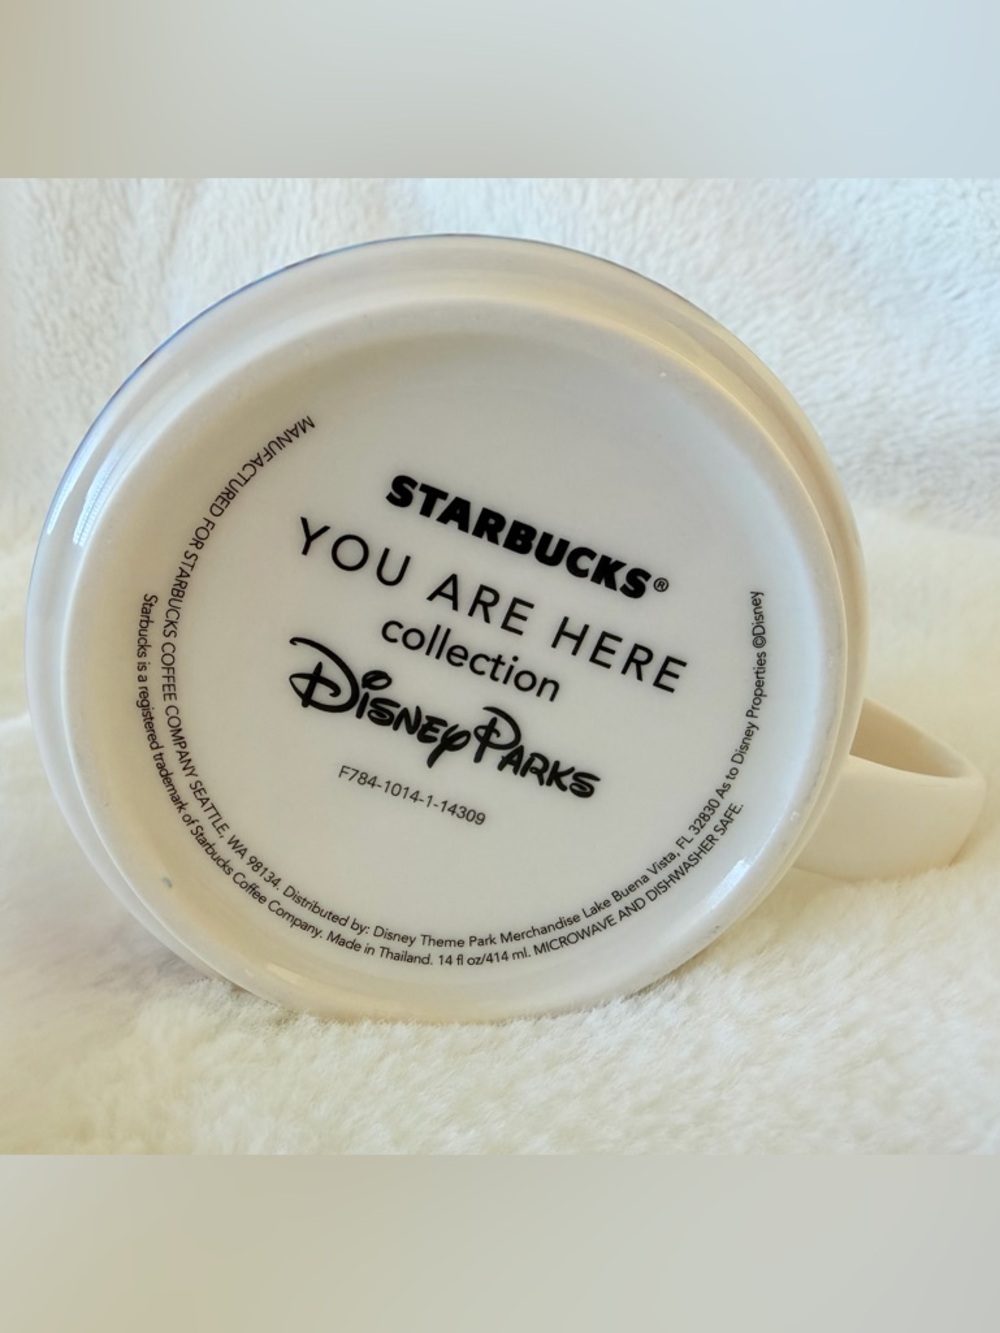 STARBUCKS®
YOU ARE HERE
collection
Disney Parks
F784-1014-1-14309
MANUFACTURED FOR STARBUCKS COFFEE COMPANY SEATTLE, WA 98134. Distributed by: Disney Theme Park Merchandise Lake Buena Vista, FL 32830 As to Disney Properties ©Disney
Starbucks is a registered trademark of Starbucks Coffee Company. Made in Thailand. 14 fl oz/414 ml. MICROWAVE AND DISHWASHER SAFE.